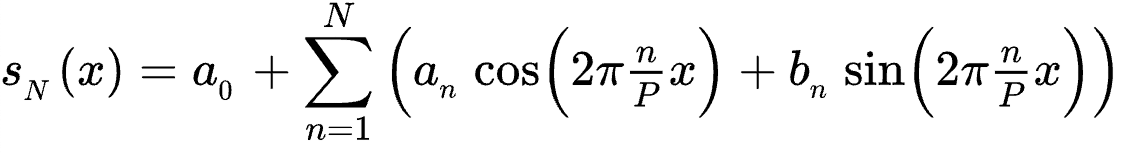 s_N(x) = a_0 + \sum_{n=1}^{N} \left( a_n \cos\left(2\pi \frac{n}{P} x\right) + b_n \sin\left(2\pi \frac{n}{P} x\right) \right)